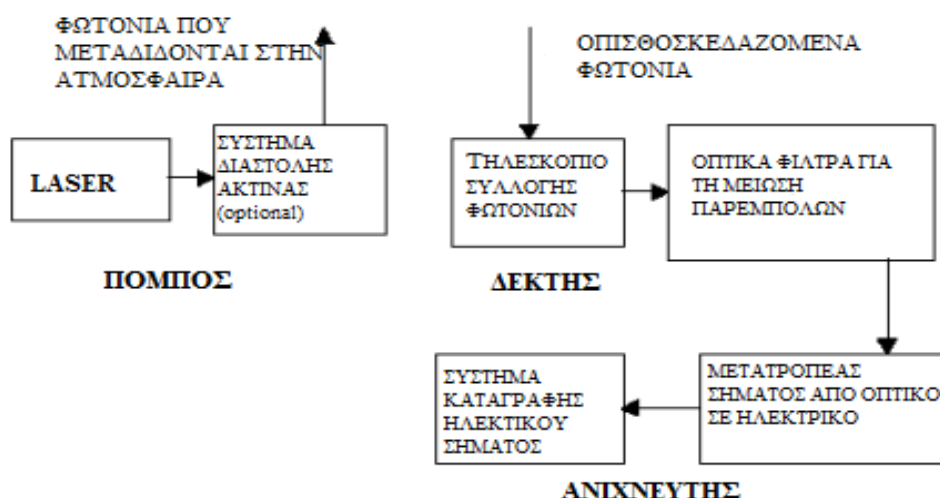 ΦΩΤΟΝΙΑ ΠΟΥ
ΜΕΤΑΔΙΔΟΝΤΑΙ ΣΤΗΝ
ΑΤΜΟΣΦΑΙΡΑ
ΟΠΙΣΘΟΣΚΕΔΑΖΟΜΕΝΑ
ΦΩΤΟΝΙΑ
LASER
ΣΥΣΤΗΜΑ
ΔΙΑΣΤΟΛΗΣ
ΑΚΤΙΝΑΣ
(optional)
ΤΗΛΕΣΚΟΠΙΟ
ΣΥΛΛΟΓΗΣ
ΦΩΤΟΝΙΩΝ
ΟΠΤΙΚΑ ΦΙΛΤΡΑ ΓΙΑ
ΤΗ ΜΕΙΩΣΗ
ΠΑΡΕΜΠΟΛΩΝ
ΠΟΜΠΟΣ
ΔΕΚΤΗΣ
ΣΥΣΤΗΜΑ
ΚΑΤΑΓΡΑΦΗΣ
ΗΛΕΚΤΙΚΟΥ
ΣΗΜΑΤΟΣ
ΜΕΤΑΤΡΟΠΕΑΣ
ΣΗΜΑΤΟΣ ΑΠΟ ΟΠΤΙΚΟ
ΣΕ ΗΛΕΚΤΡΙΚΟ
ΑΝΙΧΝΕΥΤΗΣ